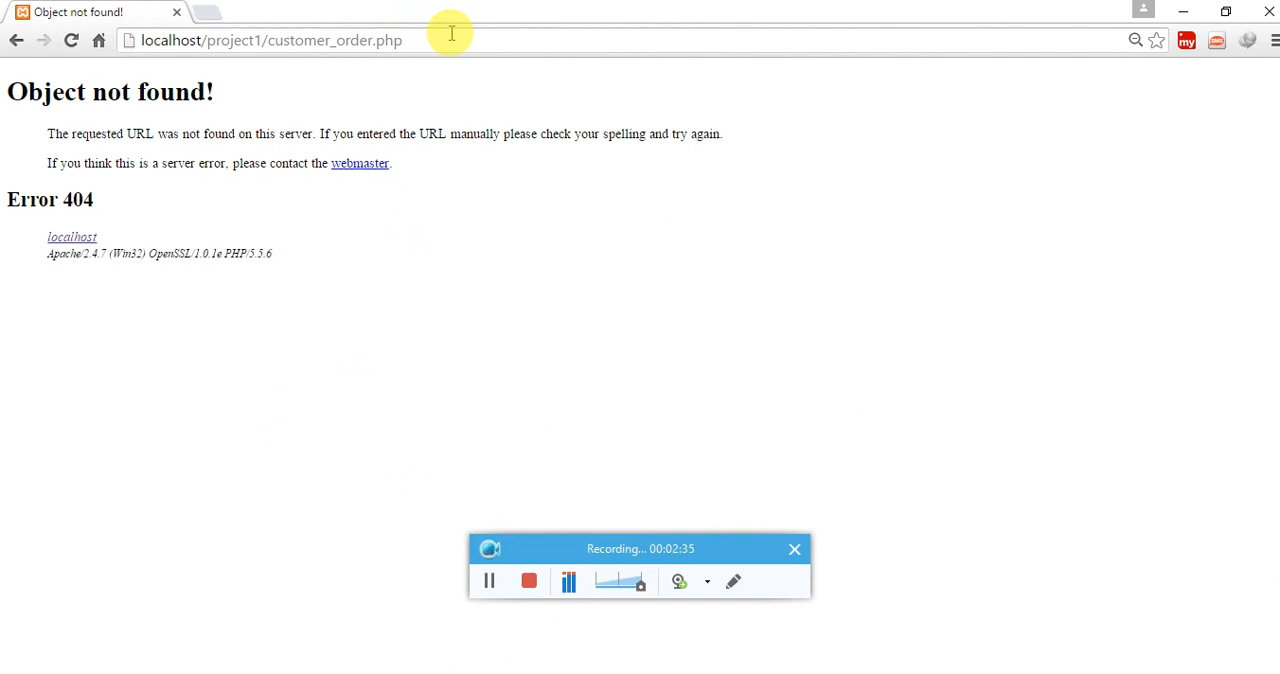 Object not found!
localhost/project1/customer_order.php
my
Object not found!
The requested URL was not found on this server. If you entered the URL manually please check your spelling and try again.
If you think this is a server error, please contact the webmaster.
Error 404
localhost
Apache/2.4.7 (Win32) OpenSSL/1.0.1e PHP/5.5.6
Recording... 00:02:35